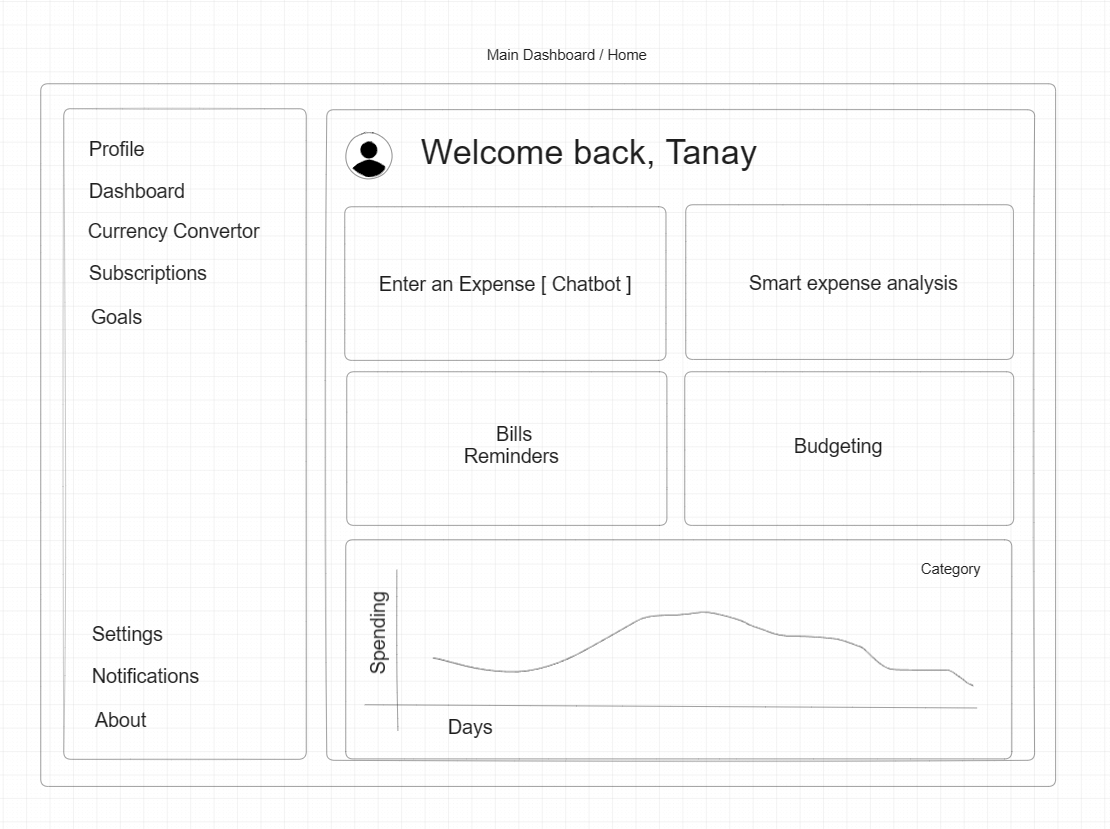 Main Dashboard / Home
Profile
Dashboard
Currency Convertor
Subscriptions
Goals
Settings
Notifications
About
Welcome back, Tanay
Enter an Expense [ Chatbot ]
Smart expense analysis
Bills
Reminders
Budgeting
Category
Spending
Days